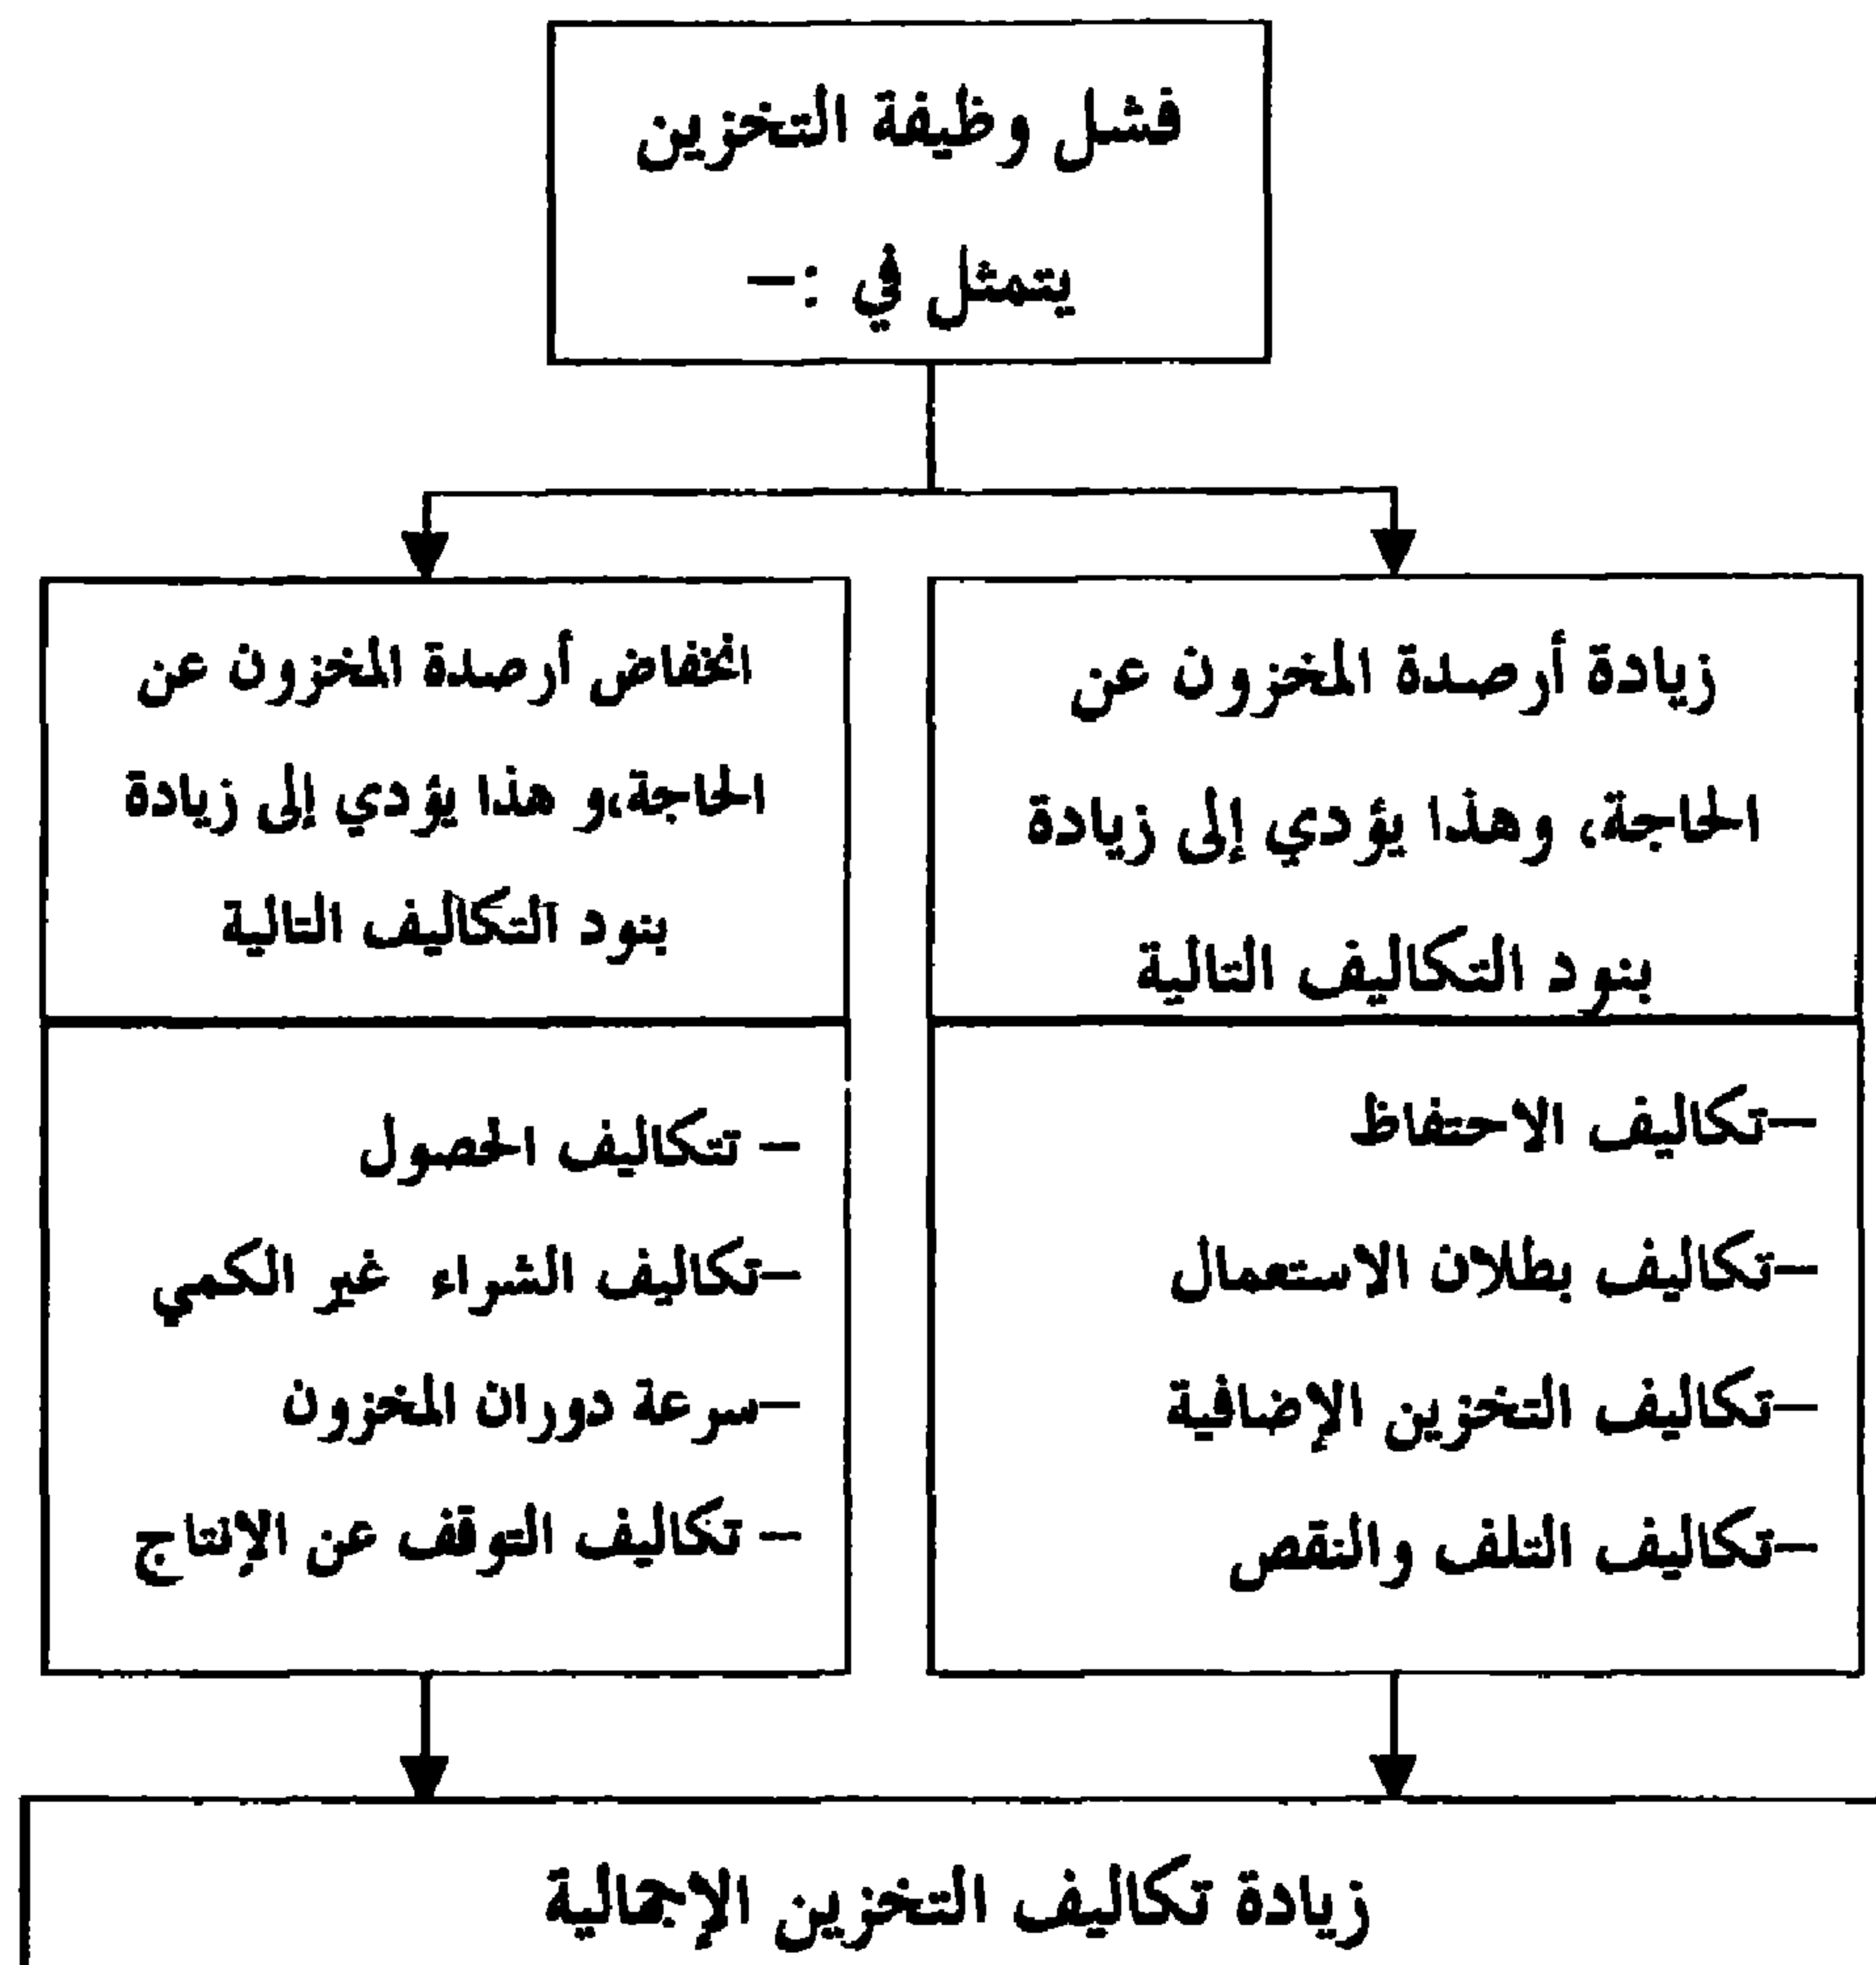 فشل وظيفة التخزين
يتمثل في :-
زيادة أرصدة المخزون عن
الحاجة، وهذا يؤدي إلى زيادة
بنود التكاليف التالية
-تكاليف الاحتفاظ
-تكاليف بطلان الاستعمال
-تكاليف التخزين الإضافية
-تكاليف التلف والنقص
انخفاض أرصدة المخزون عن
الحاجة،و هذا يؤدي إلى زيادة
بنود التكاليف التالية
- تكاليف الحصول
-تكاليف الشراء غير الكمي
-سرعة دوران المخزون
- تكاليف التوقف عن الإنتاج
زيادة تكاليف التخزين الإجمالية